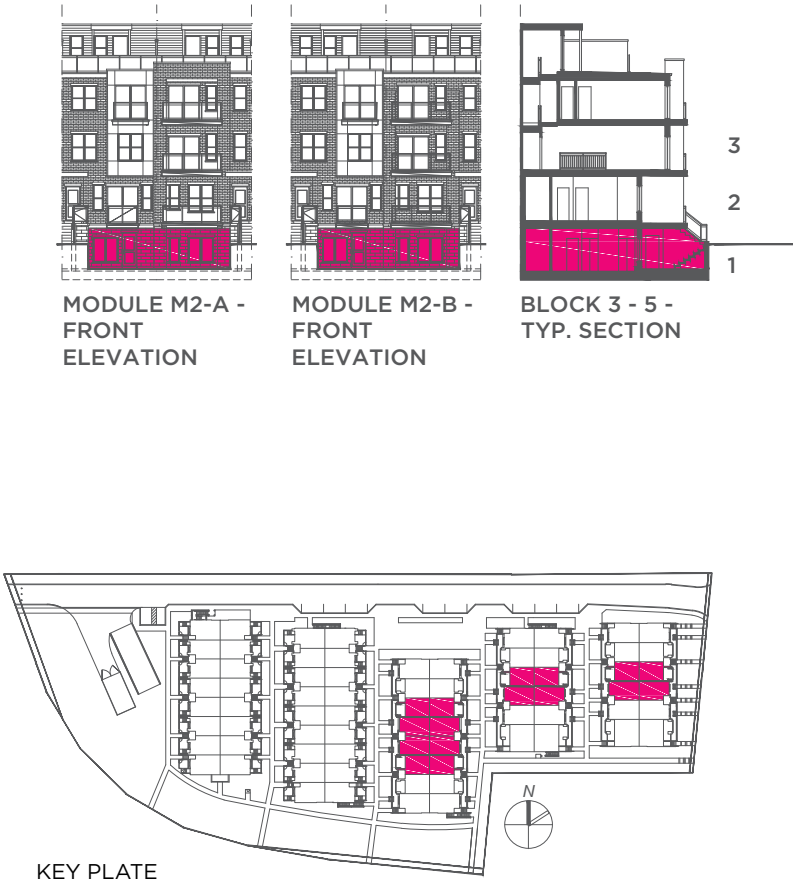 3
2
1
MODULE M2-A -
FRONT
ELEVATION
MODULE M2-B -
FRONT
ELEVATION
BLOCK 3 - 5 -
TYP. SECTION
N
KEY PLATE